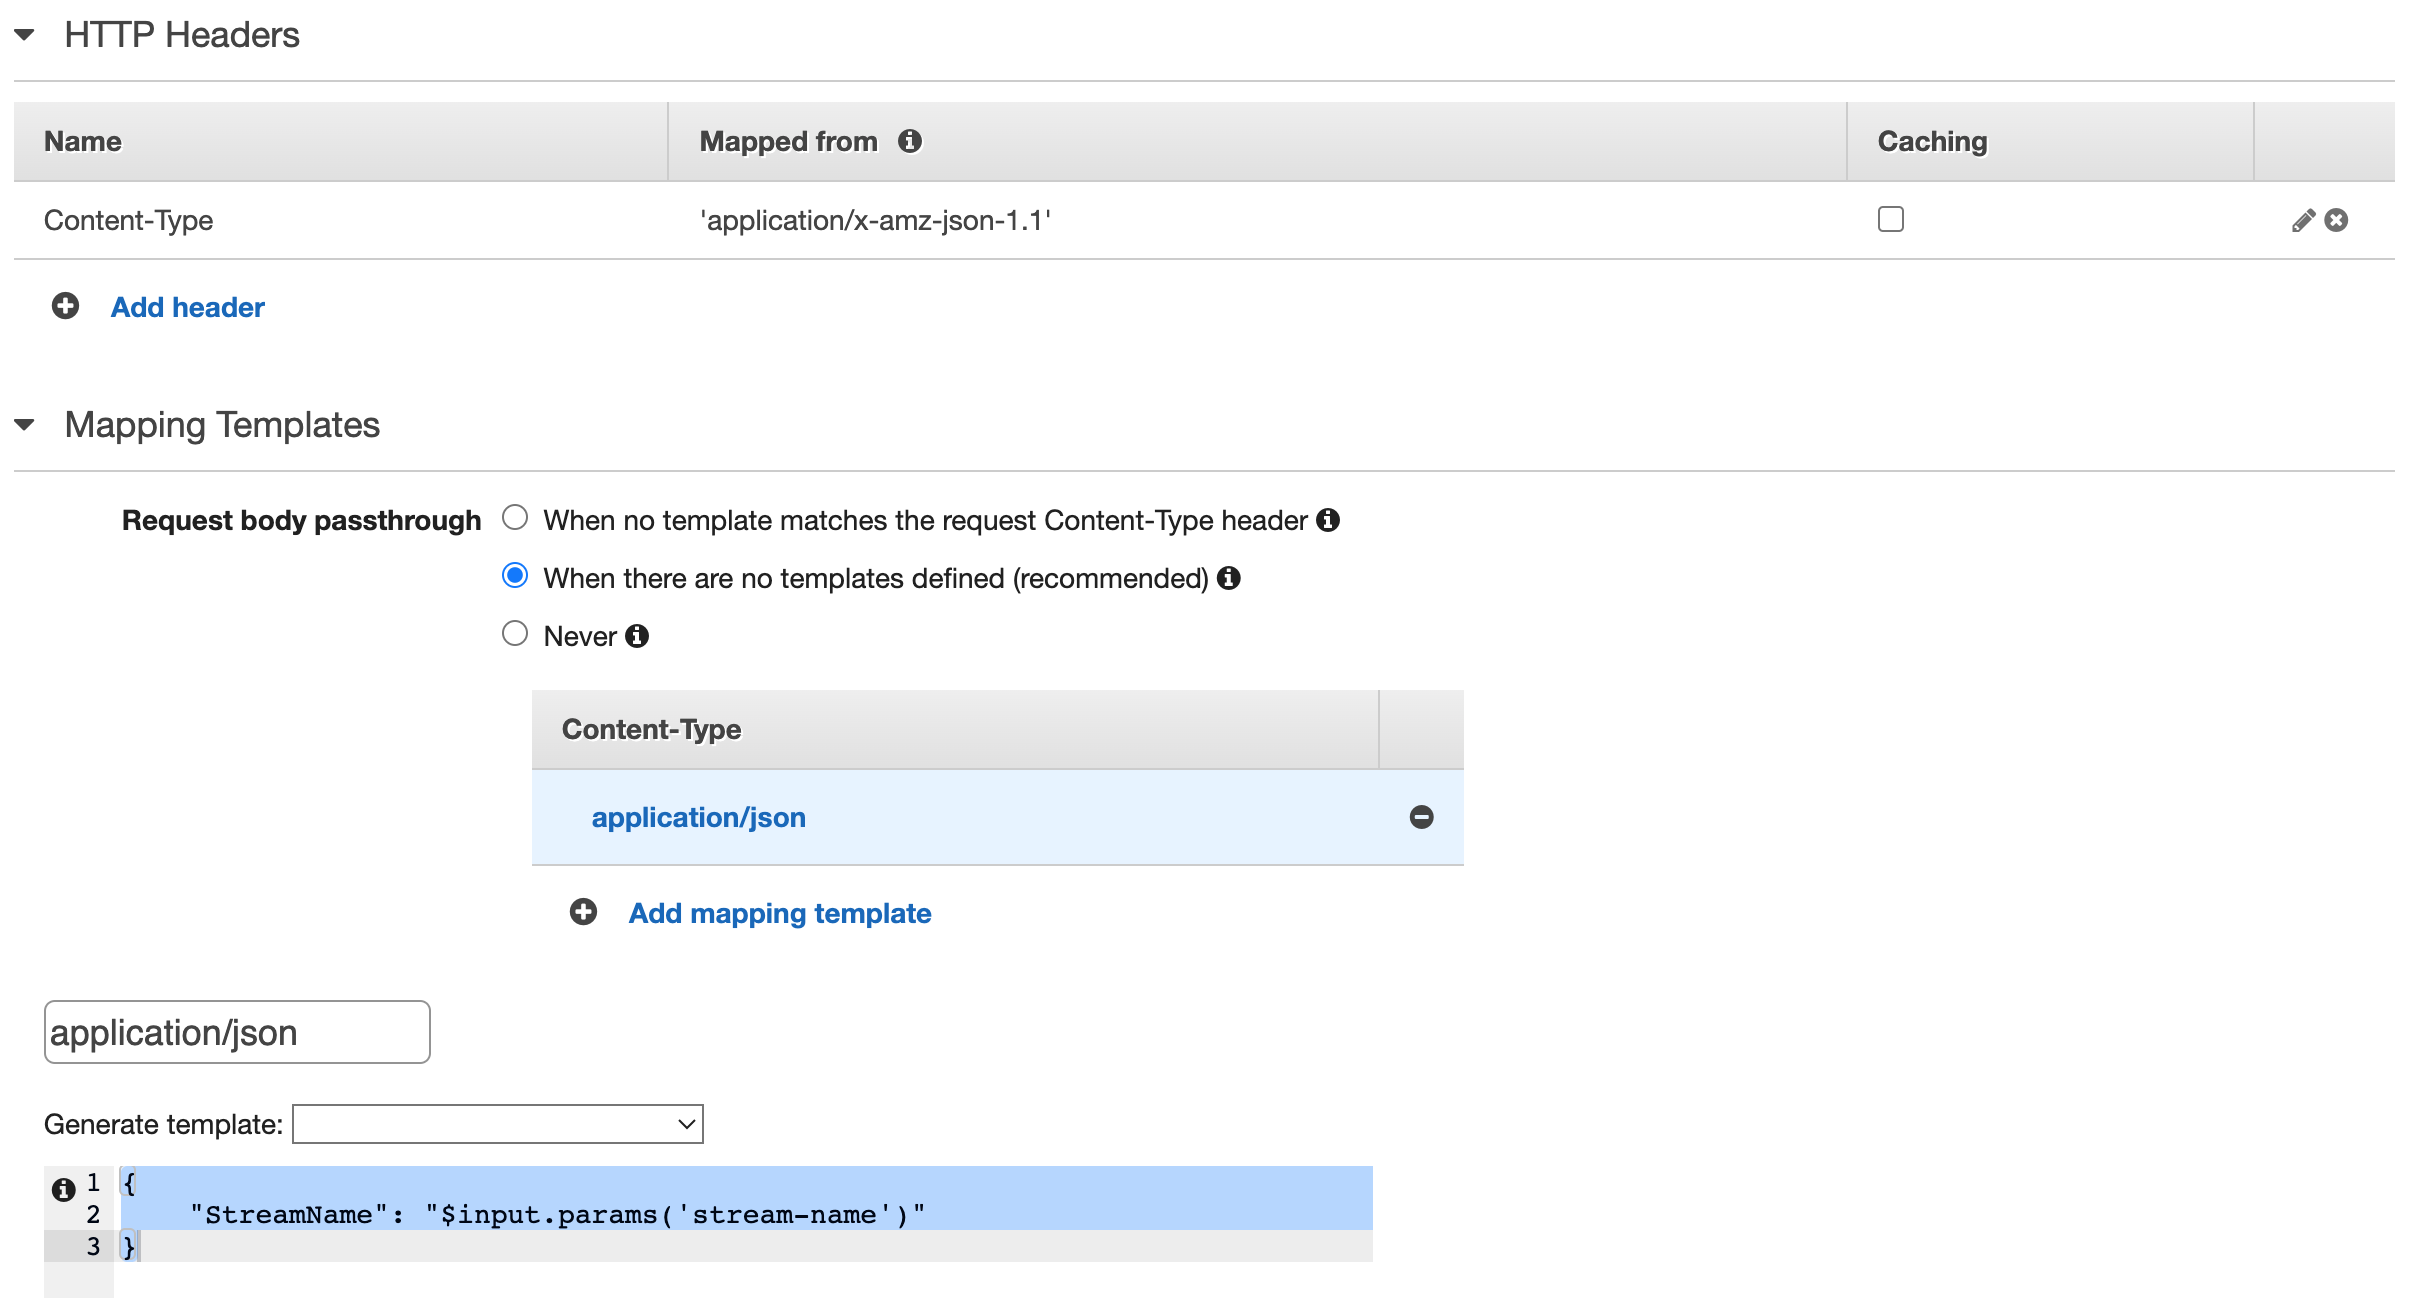 HTTP Headers
Name Mapped from Caching
Content-Type 'application/x-amz-json-1.1'
Add header
Mapping Templates
Request body passthrough When no template matches the request Content-Type header
When there are no templates defined (recommended)
Never
Content-Type
application/json
Add mapping template
application/json
Generate template:
1 {
2 "StreamName": "$input.params('stream-name')"
3 }